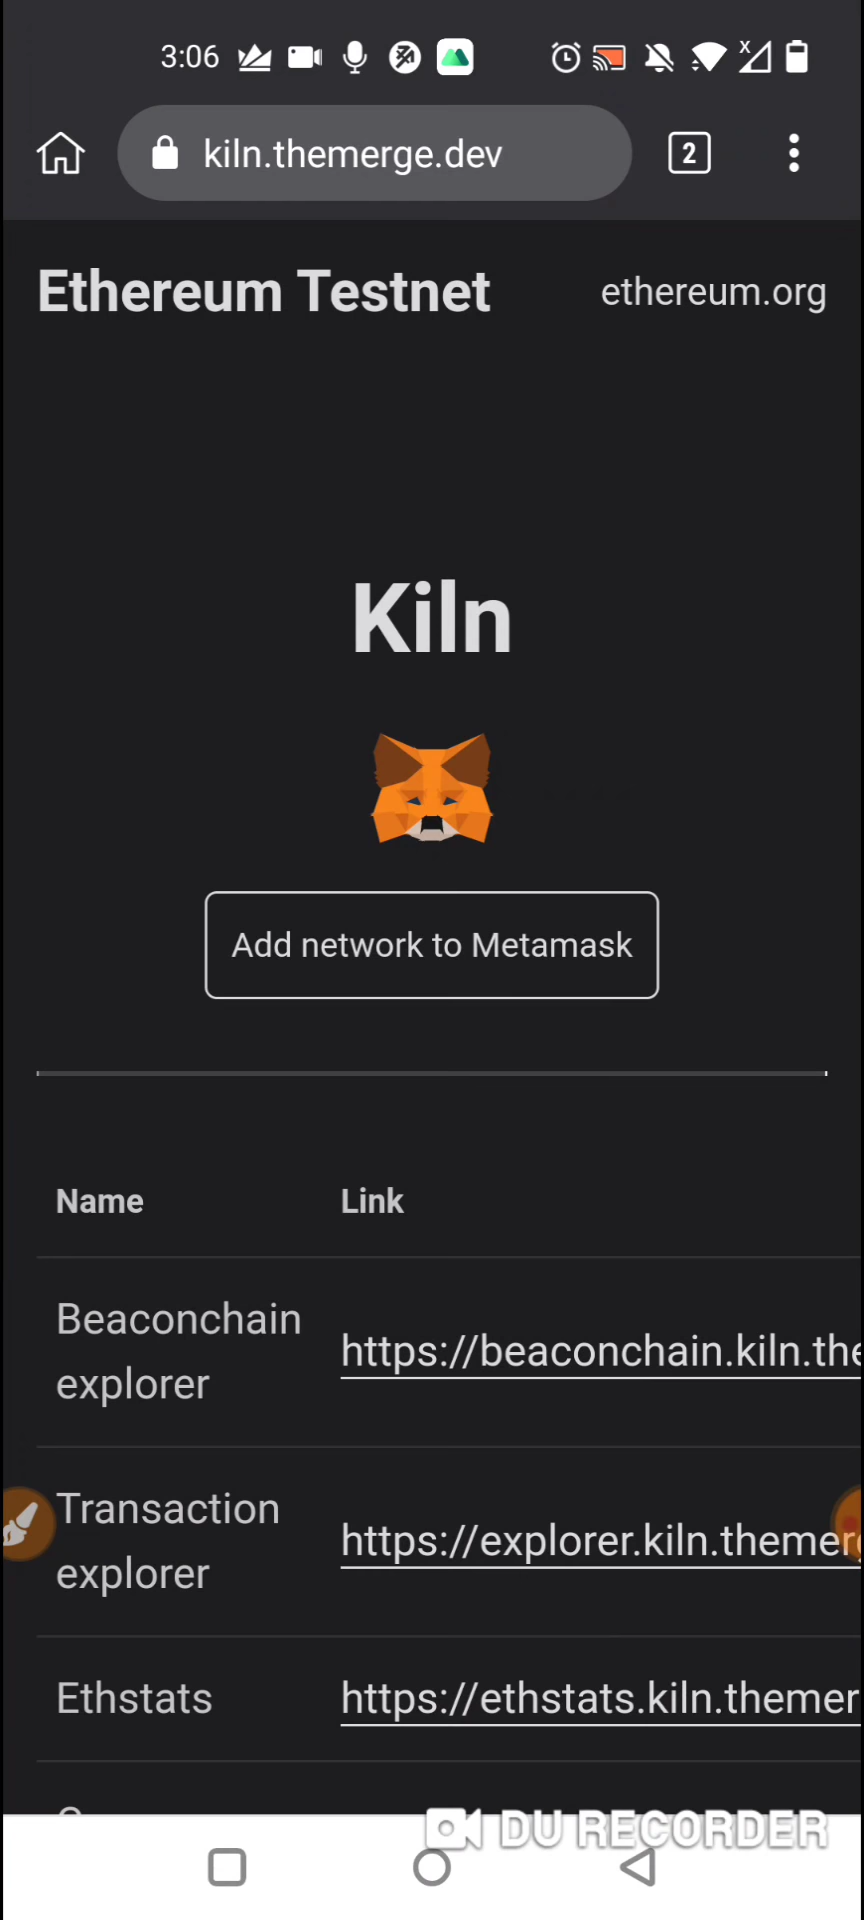 3:06
kiln.themerge.dev
2
Ethereum Testnet
ethereum.org
Kiln
Add network to Metamask
Name Link
Beaconchain
explorer
https://beaconchain.kiln.the
Transaction
explorer
https://explorer.kiln.themer
Ethstats
https://ethstats.kiln.themer
DU RECORDER